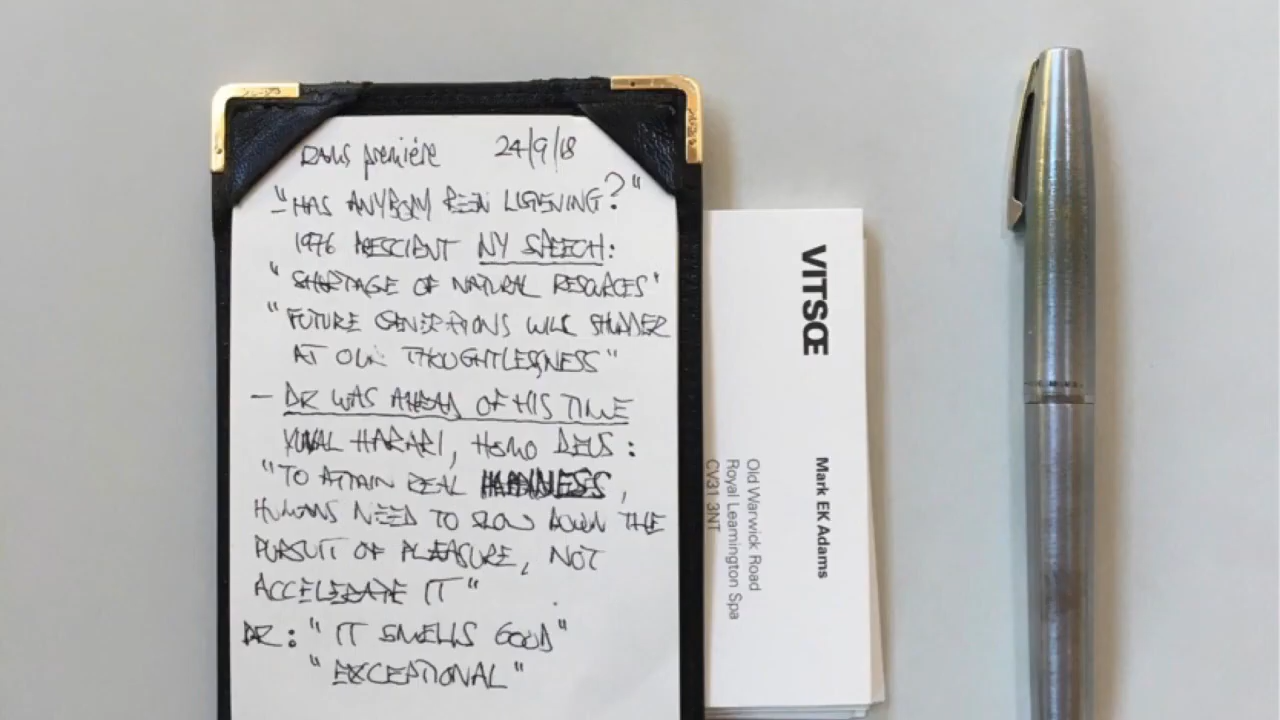 RAMS première 24/9/18
- "HAS ANYBODY BEEN LISTENING?"
1976 PRESCIENT NY SPEECH:
"SHORTAGE OF NATURAL RESOURCES"
"FUTURE GENERATIONS WILL SHUDDER
AT OUR THOUGHTLESSNESS"
- DR WAS AHEAD OF HIS TIME
YUVAL HARARI, HOMO DEUS:
"TO ATTAIN REAL HAPPINESS,
HUMANS NEED TO SLOW DOWN THE
PURSUIT OF PLEASURE, NOT
ACCELERATE IT"
DR: "IT SMELLS GOOD"
"EXCEPTIONAL"
VITSŒ
Mark EK Adams
Old Warwick Road
Royal Leamington Spa
CV31 3NT